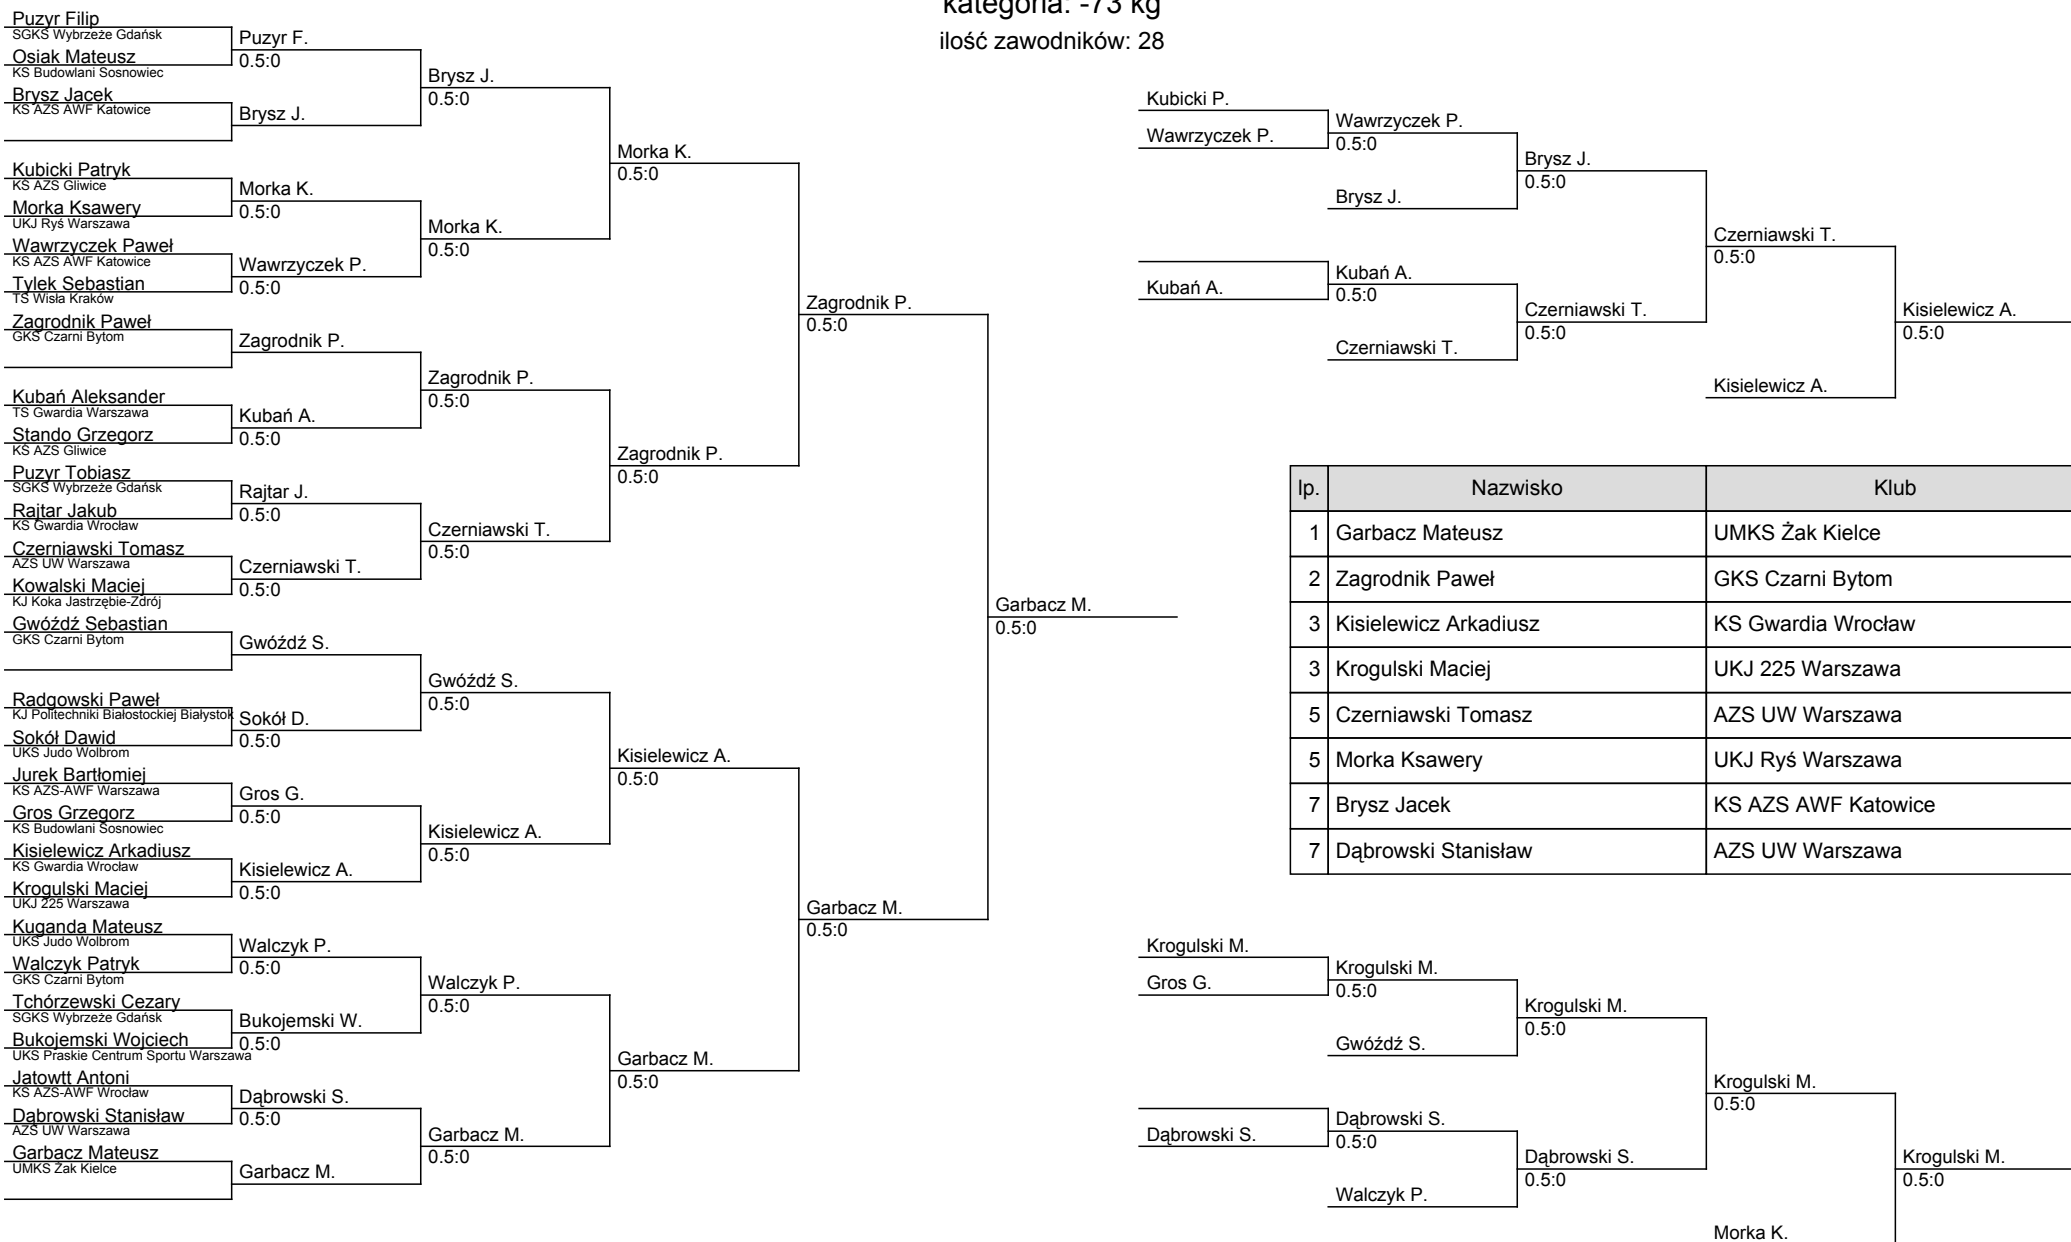 kategoria: -73 kg
ilość zawodników: 28
Puzyr Filip
SGKS Wybrzeże Gdańsk
Osiak Mateusz
KS Budowlani Sosnowiec
Brysz Jacek
KS AZS AWF Katowice
Kubicki Patryk
KS AZS Gliwice
Morka Ksawery
UKJ Ryś Warszawa
Wawrzyczek Paweł
KS AZS AWF Katowice
Tylek Sebastian
TS Wisła Kraków
Zagrodnik Paweł
GKS Czarni Bytom
Kubań Aleksander
TS Gwardia Warszawa
Stando Grzegorz
KS AZS Gliwice
Puzyr Tobiasz
SGKS Wybrzeże Gdańsk
Rajtar Jakub
KS Gwardia Wrocław
Czerniawski Tomasz
AZS UW Warszawa
Kowalski Maciej
KJ Koka Jastrzębie-Zdrój
Gwóźdź Sebastian
GKS Czarni Bytom
Radgowski Paweł
KJ Politechniki Białostockiej Białystok
Sokół Dawid
UKS Judo Wolbrom
Jurek Bartłomiej
KS AZS-AWF Warszawa
Gros Grzegorz
KS Budowlani Sosnowiec
Kisielewicz Arkadiusz
KS Gwardia Wrocław
Krogulski Maciej
UKJ 225 Warszawa
Kuganda Mateusz
UKS Judo Wolbrom
Walczyk Patryk
GKS Czarni Bytom
Tchórzewski Cezary
SGKS Wybrzeże Gdańsk
Bukojemski Wojciech
UKS Praskie Centrum Sportu Warszawa
Jatowtt Antoni
KS AZS-AWF Wrocław
Dąbrowski Stanisław
AZS UW Warszawa
Garbacz Mateusz
UMKS Żak Kielce
Puzyr F.
0.5:0
Brysz J.
Morka K.
0.5:0
Wawrzyczek P.
0.5:0
Zagrodnik P.
Kubań A.
0.5:0
Rajtar J.
0.5:0
Czerniawski T.
0.5:0
Gwóźdź S.
Sokół D.
0.5:0
Gros G.
0.5:0
Kisielewicz A.
0.5:0
Walczyk P.
0.5:0
Bukojemski W.
0.5:0
Dąbrowski S.
0.5:0
Garbacz M.
Brysz J.
0.5:0
Morka K.
0.5:0
Zagrodnik P.
0.5:0
Czerniawski T.
0.5:0
Gwóźdź S.
0.5:0
Kisielewicz A.
0.5:0
Walczyk P.
0.5:0
Garbacz M.
0.5:0
Morka K.
0.5:0
Zagrodnik P.
0.5:0
Kisielewicz A.
0.5:0
Garbacz M.
0.5:0
Zagrodnik P.
0.5:0
Garbacz M.
0.5:0
Garbacz M.
0.5:0
Kubicki P.
Wawrzyczek P.
Kubań A.
Wawrzyczek P.
0.5:0
Brysz J.
Kubań A.
0.5:0
Czerniawski T.
Brysz J.
0.5:0
Czerniawski T.
0.5:0
Czerniawski T.
0.5:0
Kisielewicz A.
Kisielewicz A.
0.5:0
lp. Nazwisko Klub
1 Garbacz Mateusz UMKS Żak Kielce
2 Zagrodnik Paweł GKS Czarni Bytom
3 Kisielewicz Arkadiusz KS Gwardia Wrocław
3 Krogulski Maciej UKJ 225 Warszawa
5 Czerniawski Tomasz AZS UW Warszawa
5 Morka Ksawery UKJ Ryś Warszawa
7 Brysz Jacek KS AZS AWF Katowice
7 Dąbrowski Stanisław AZS UW Warszawa
Krogulski M.
Gros G.
Dąbrowski S.
Krogulski M.
0.5:0
Gwóźdź S.
Dąbrowski S.
0.5:0
Walczyk P.
Krogulski M.
0.5:0
Dąbrowski S.
0.5:0
Krogulski M.
0.5:0
Morka K.
Krogulski M.
0.5:0